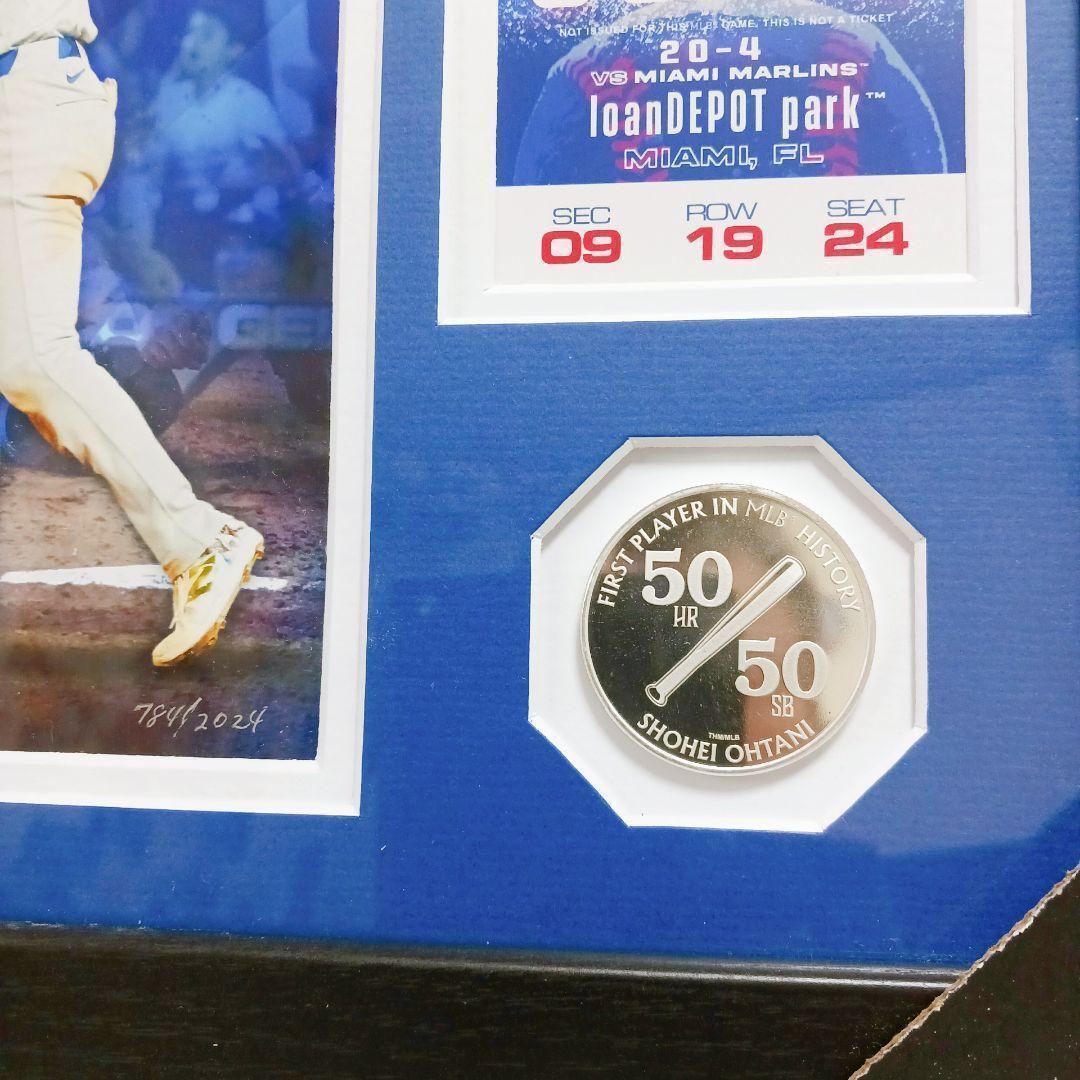 NOT ISSUED FOR THIS MLB GAME, THIS IS NOT A TICKET
20-4
VS MIAMI MARLINS™
loanDEPOT park™
MIAMI, FL
SEC ROW SEAT
09 19 24
FIRST PLAYER IN MLB HISTORY
50
HR
50
SB
THM/MLB
SHOHEI OHTANI
784/2024